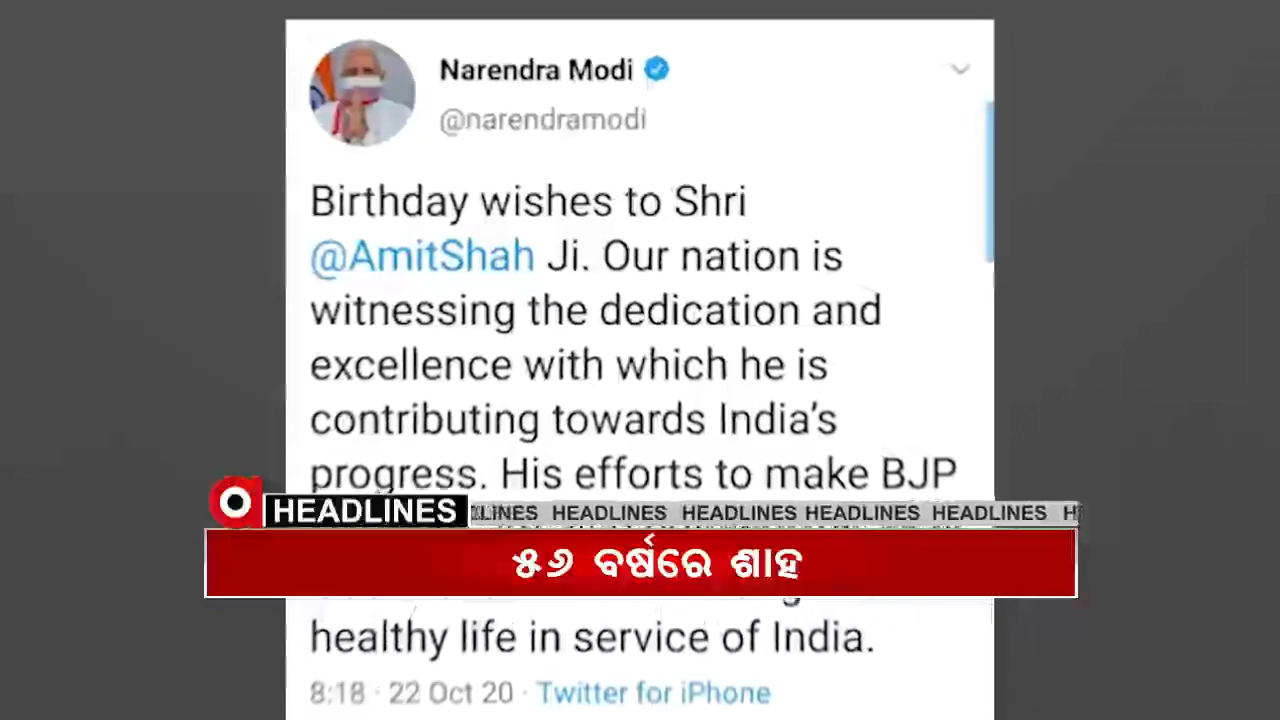 Narendra Modi
@narendramodi
Birthday wishes to Shri
@AmitShah Ji. Our nation is
witnessing the dedication and
excellence with which he is
contributing towards India's
progress. His efforts to make BJP
HEADLINES
HEADLINES HEADLINES HEADLINES HEADLINES
୫୬ ବର୍ଷରେ ଶାହ
healthy life in service of India.
8:18 · 22 Oct 20 · Twitter for iPhone